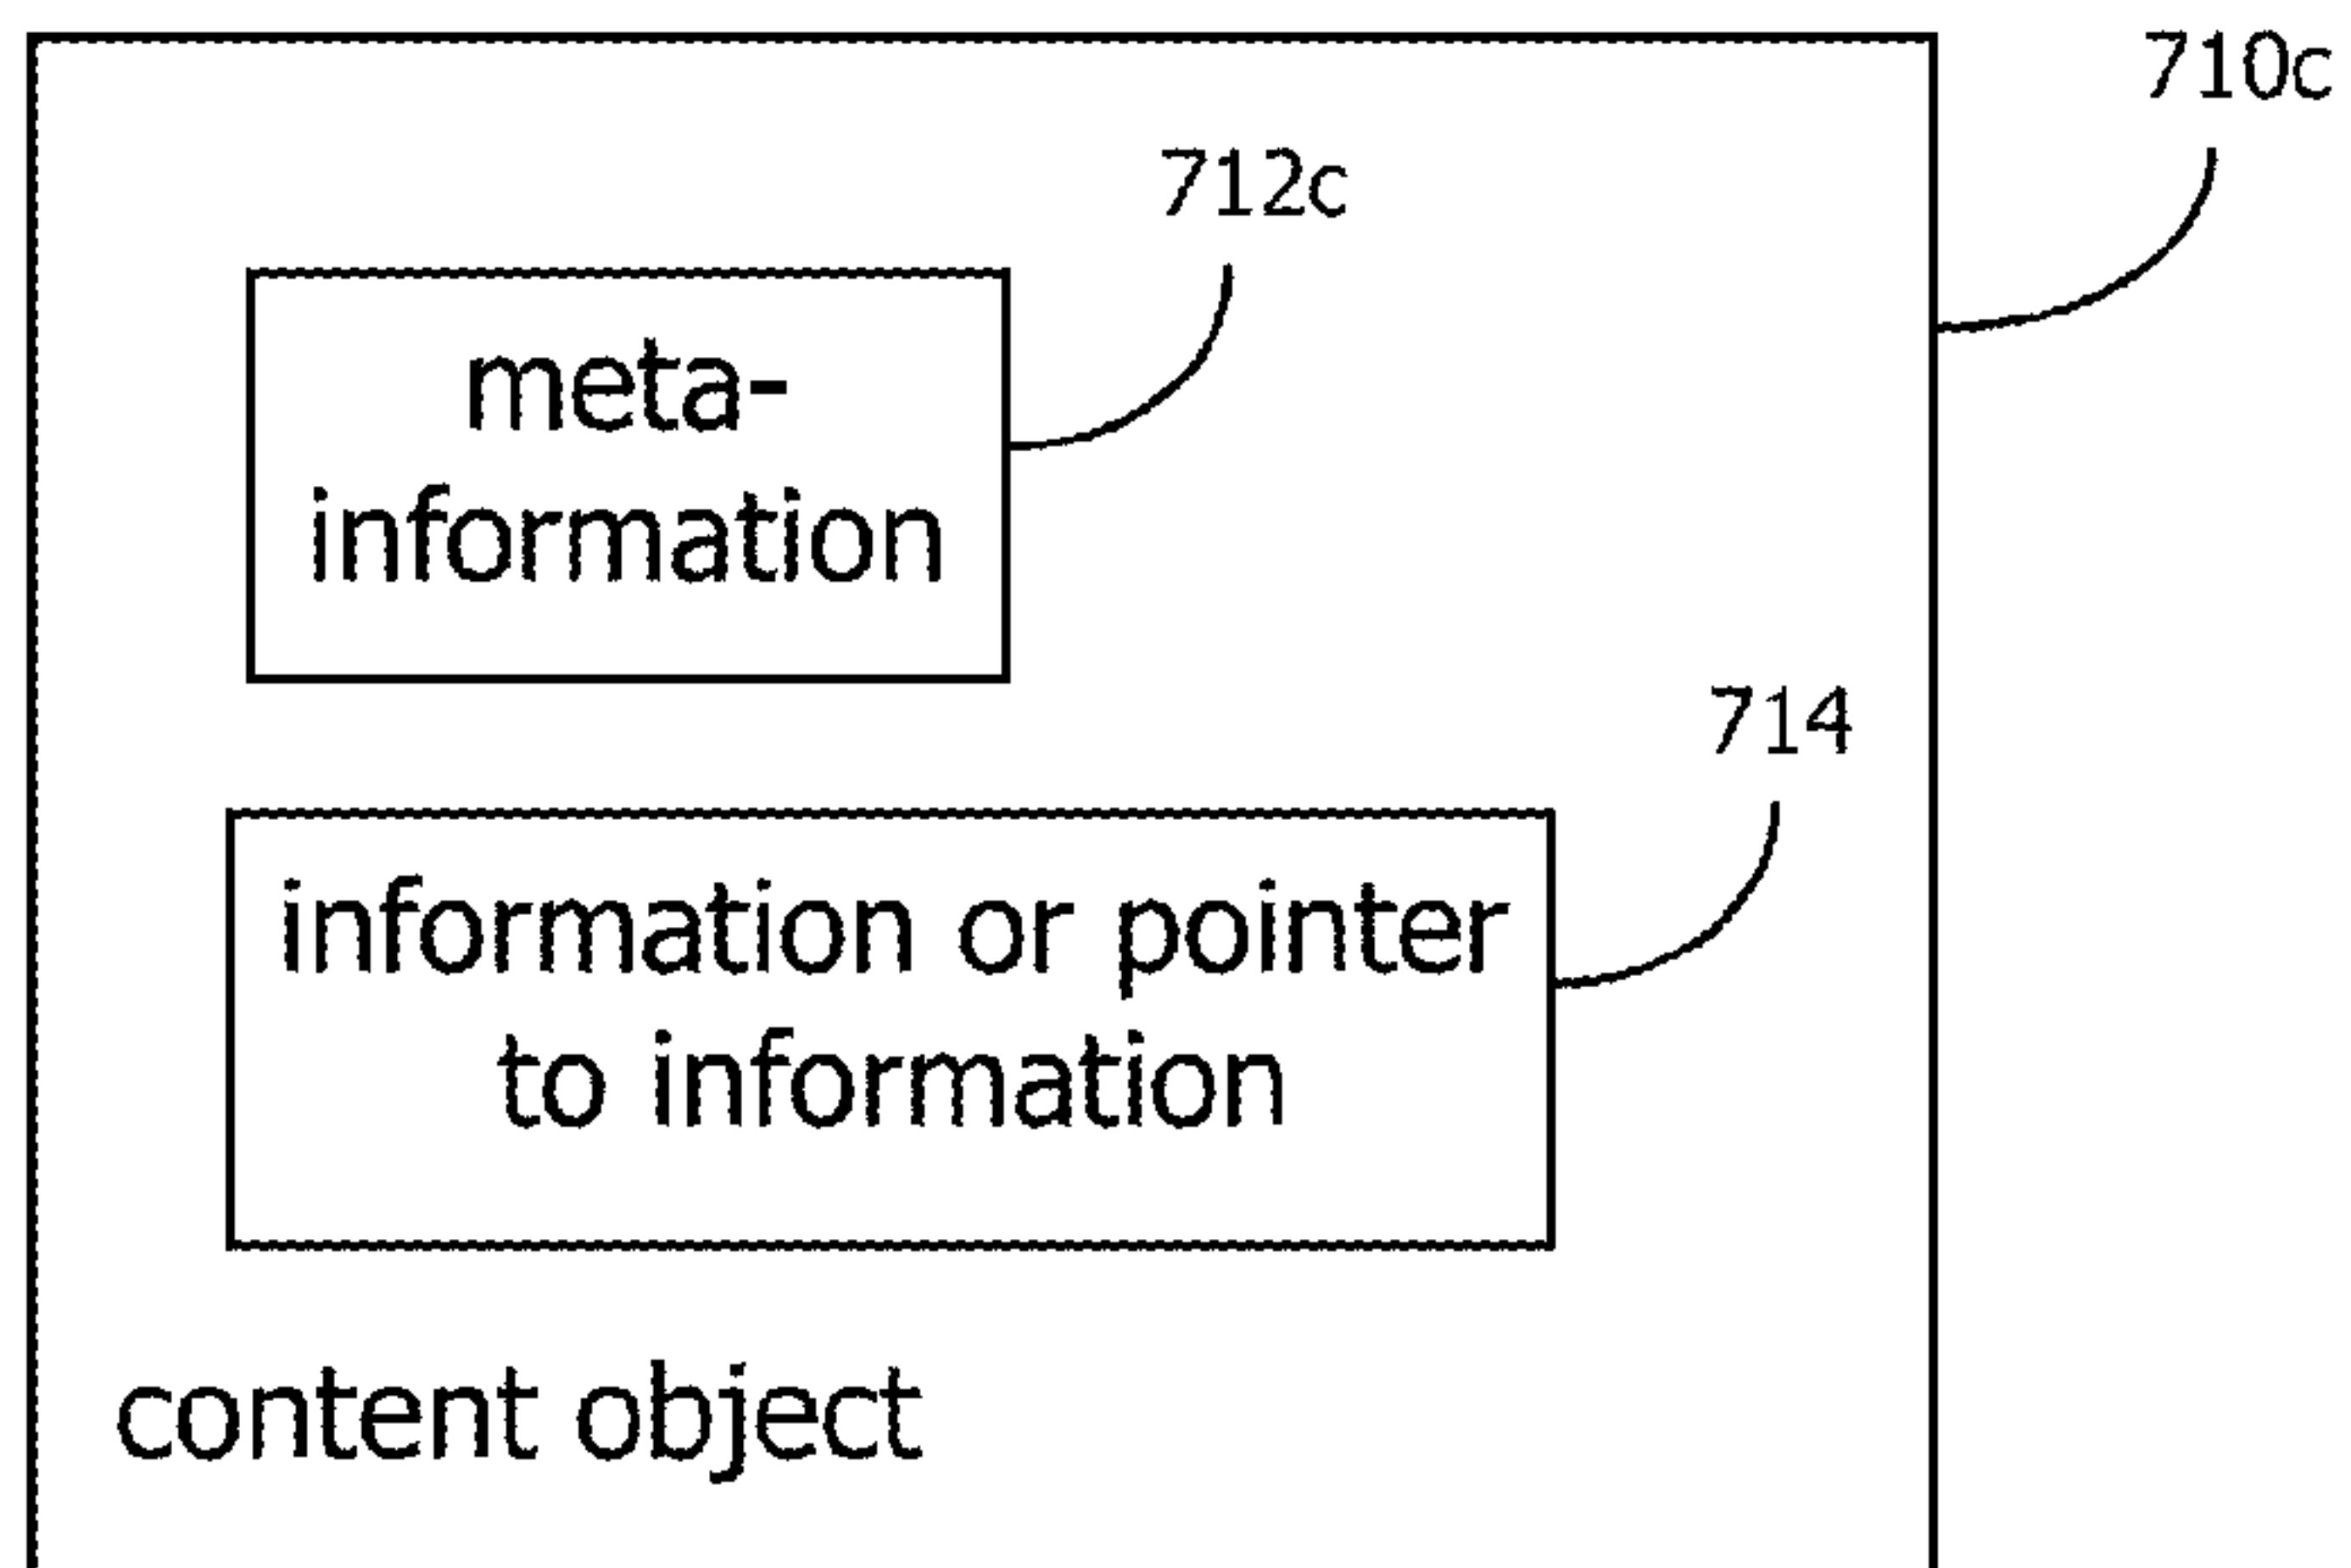 710c
712c
meta-
information
714
information or pointer
to information
content object